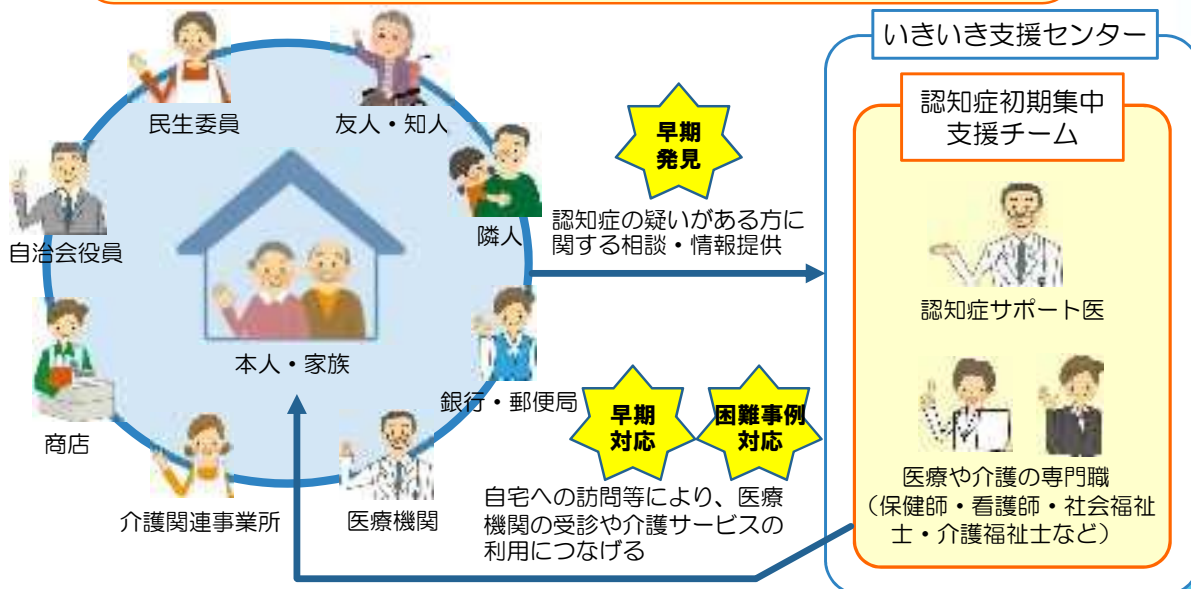 いきいき支援センター
認知症初期集中
支援チーム
民生委員
友人・知人
早期
発見
自治会役員
隣人
認知症の疑いがある方に
関する相談・情報提供
認知症サポート医
本人・家族
銀行・郵便局
早期
対応
困難事例
対応
商店
介護関連事業所
医療機関
自宅への訪問等により、医療
機関の受診や介護サービスの
利用につなげる
医療や介護の専門職
（保健師・看護師・社会福祉
士・介護福祉士など）